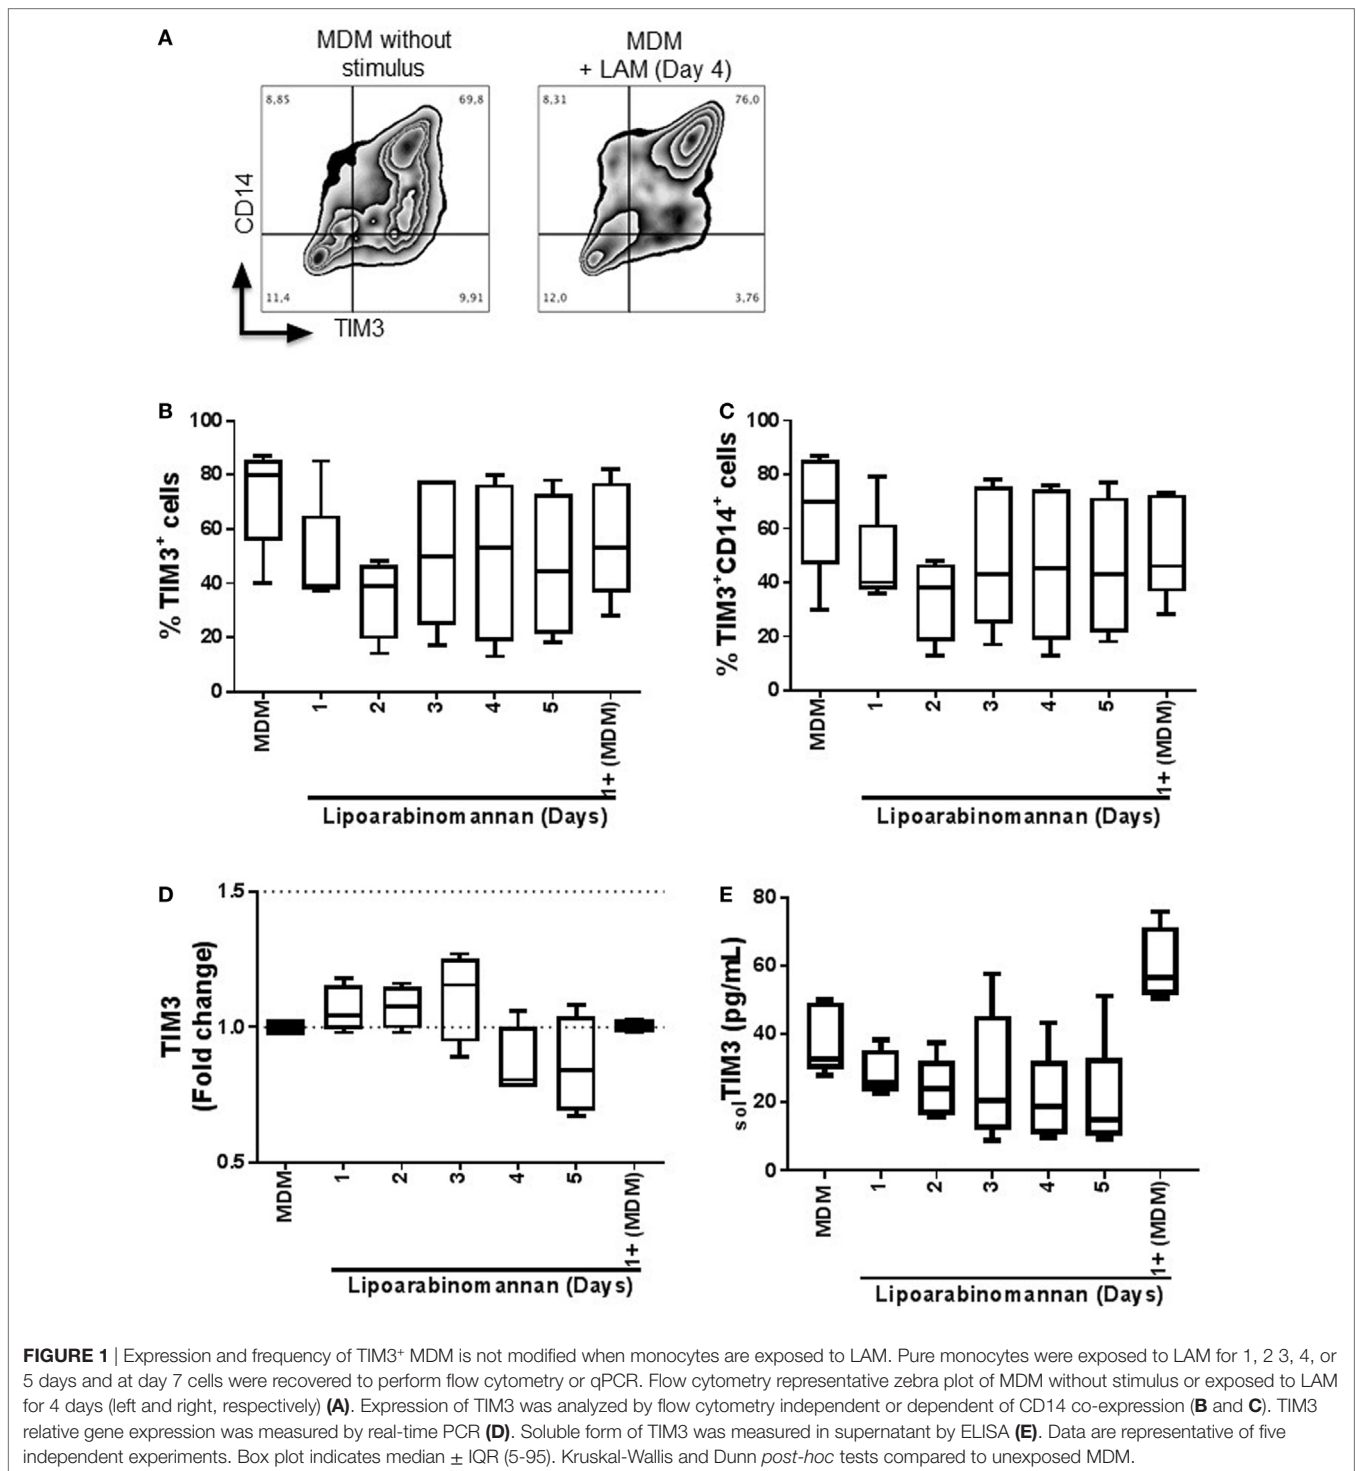 A
MDM without
stimulus
MDM
+ LAM (Day 4)
8,85
69,8
8,31
76,0
CD14
11,4
9,91
12,0
3,76
TIM3
B
100
80
60
40
20
0
% TIM3+ cells
MDM
1
2
3
4
5
1+ (MDM)
Lipoarabinomannan (Days)
C
100
80
60
40
20
0
% TIM3+CD14+ cells
MDM
1
2
3
4
5
1+ (MDM)
Lipoarabinomannan (Days)
D
1.5
1.0
0.5
TIM3
(Fold change)
MDM
1
2
3
4
5
1+ (MDM)
Lipoarabinomannan (Days)
E
80
60
40
20
0
solTIM3 (pg/mL)
MDM
1
2
3
4
5
1+ (MDM)
Lipoarabinomannan (Days)
FIGURE 1 | Expression and frequency of TIM3+ MDM is not modified when monocytes are exposed to LAM. Pure monocytes were exposed to LAM for 1, 2 3, 4, or
5 days and at day 7 cells were recovered to perform flow cytometry or qPCR. Flow cytometry representative zebra plot of MDM without stimulus or exposed to LAM
for 4 days (left and right, respectively) (A). Expression of TIM3 was analyzed by flow cytometry independent or dependent of CD14 co-expression (B and C). TIM3
relative gene expression was measured by real-time PCR (D). Soluble form of TIM3 was measured in supernatant by ELISA (E). Data are representative of five
independent experiments. Box plot indicates median ± IQR (5-95). Kruskal-Wallis and Dunn post-hoc tests compared to unexposed MDM.